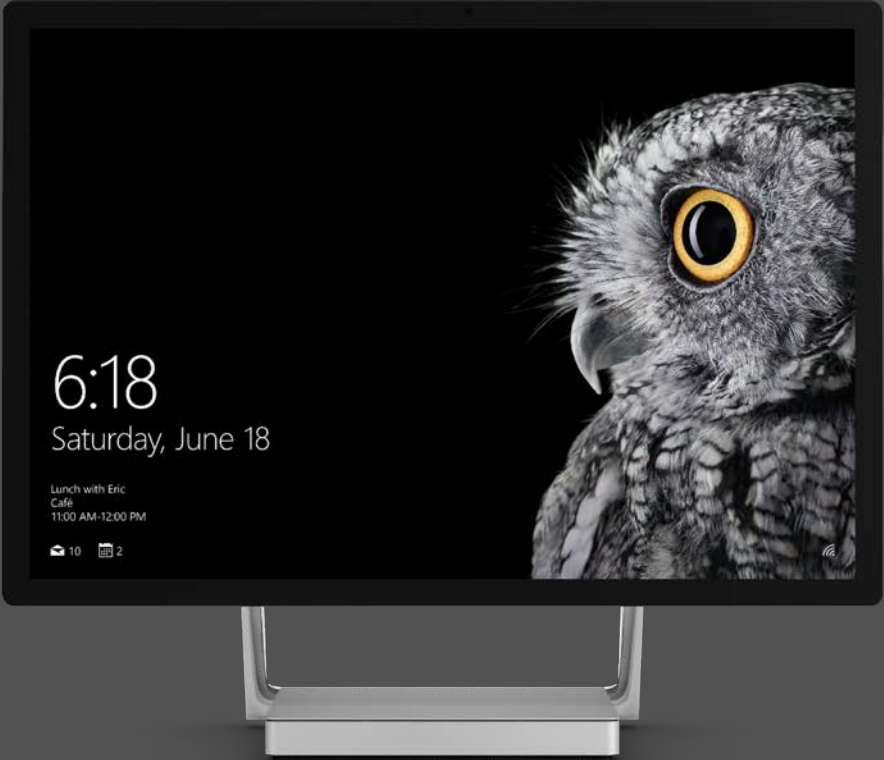 6:18
Saturday, June 18
Lunch with Eric
Café
11:00 AM-12:00 PM
10 2